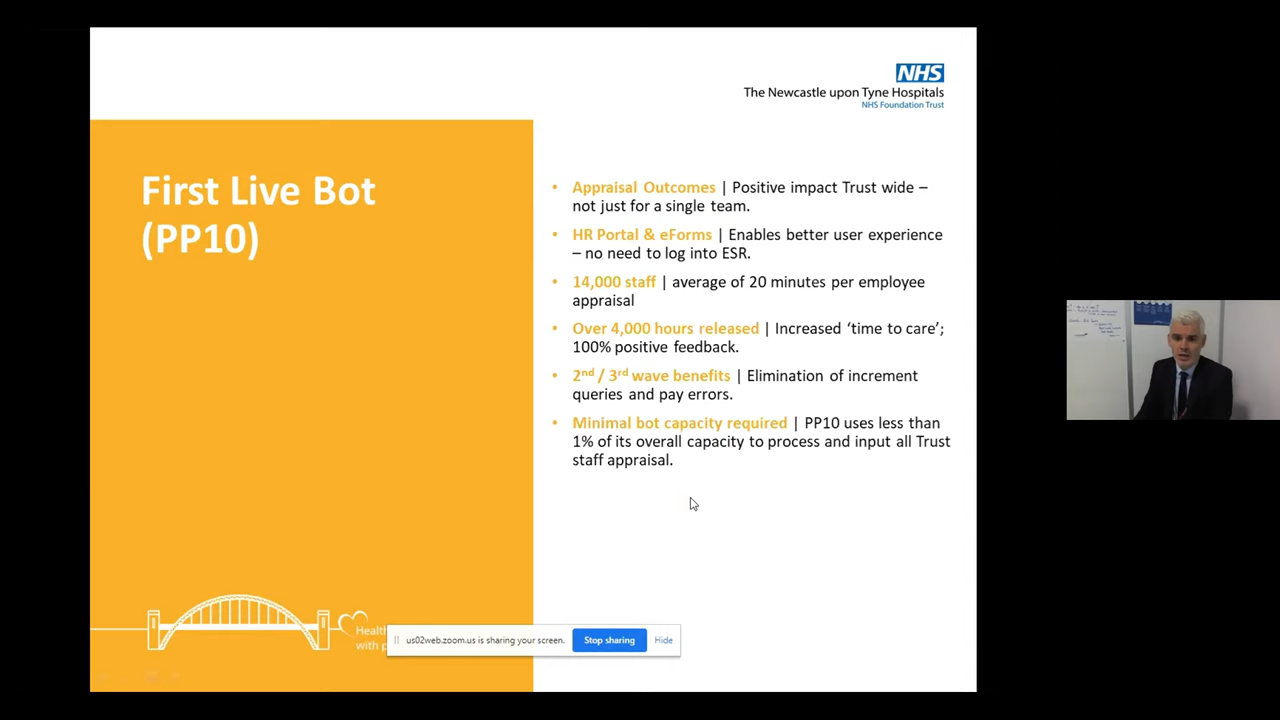 NHS
The Newcastle upon Tyne Hospitals
NHS Foundation Trust
First Live Bot
(PP10)
• Appraisal Outcomes | Positive impact Trust wide –
not just for a single team.
• HR Portal & eForms | Enables better user experience
– no need to log into ESR.
• 14,000 staff | average of 20 minutes per employee
appraisal
• Over 4,000 hours released | Increased ‘time to care’;
100% positive feedback.
• 2nd / 3rd wave benefits | Elimination of increment
queries and pay errors.
• Minimal bot capacity required | PP10 uses less than
1% of its overall capacity to process and input all Trust
staff appraisal.
with
us02web.zoom.us is sharing your screen.
Stop sharing
Hide